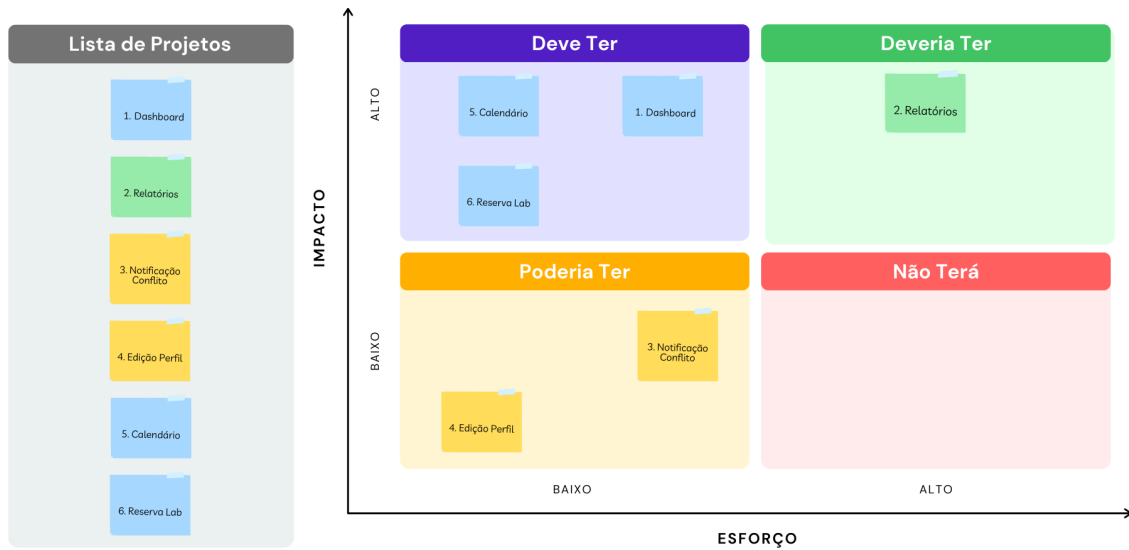 Lista de Projetos
1. Dashboard
2. Relatórios
3. Notificação
Conflito
4. Edição Perfil
5. Calendário
6. Reserva Lab
IMPACTO
ALTO
BAIXO
Deve Ter
5. Calendário
1. Dashboard
6. Reserva Lab
Deveria Ter
2. Relatórios
Poderia Ter
3. Notificação
Conflito
4. Edição Perfil
Não Terá
BAIXO
ALTO
ESFORÇO